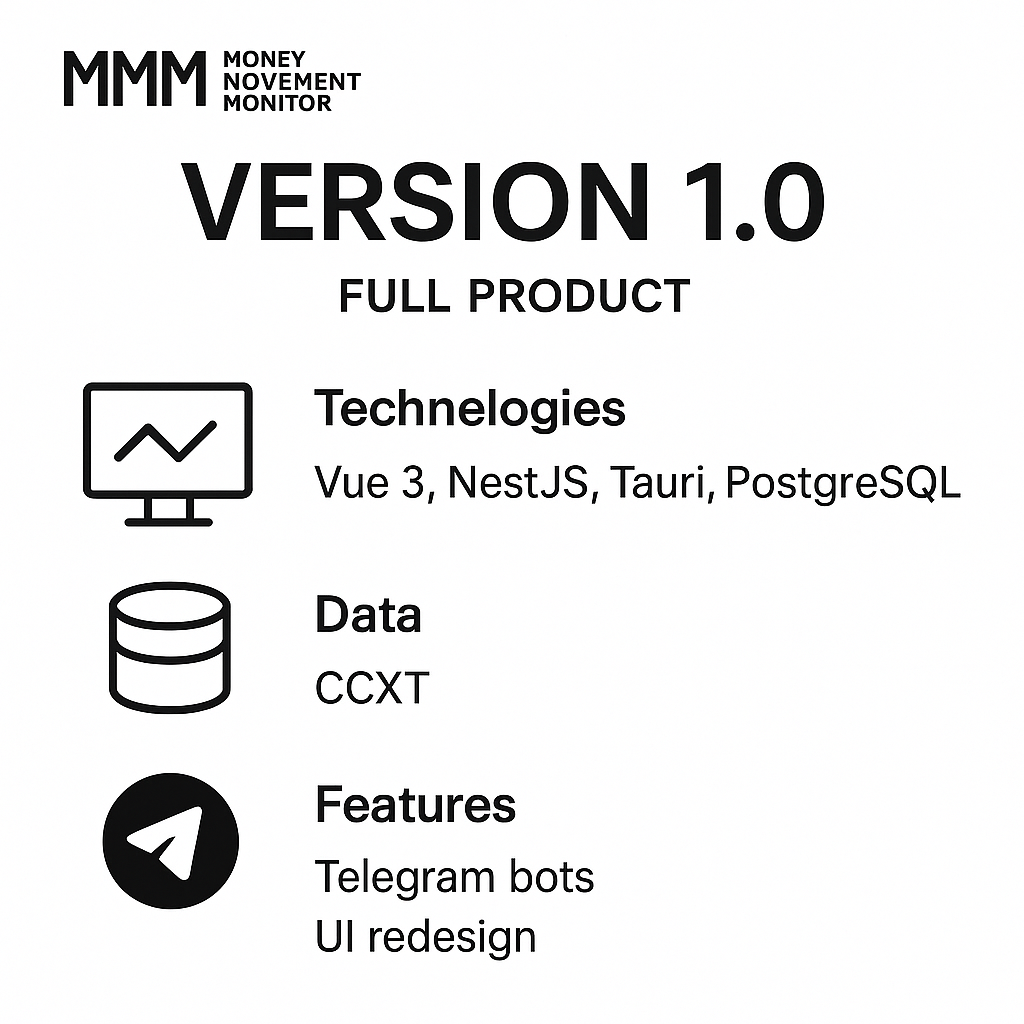 MMM
MONEY
NOVEMENT
MONITOR
VERSION 1.0
FULL PRODUCT
Technelogies
Vue 3, NestJS, Tauri, PostgreSQL
Data
CCXT
Features
Telegram bots
UI redesign